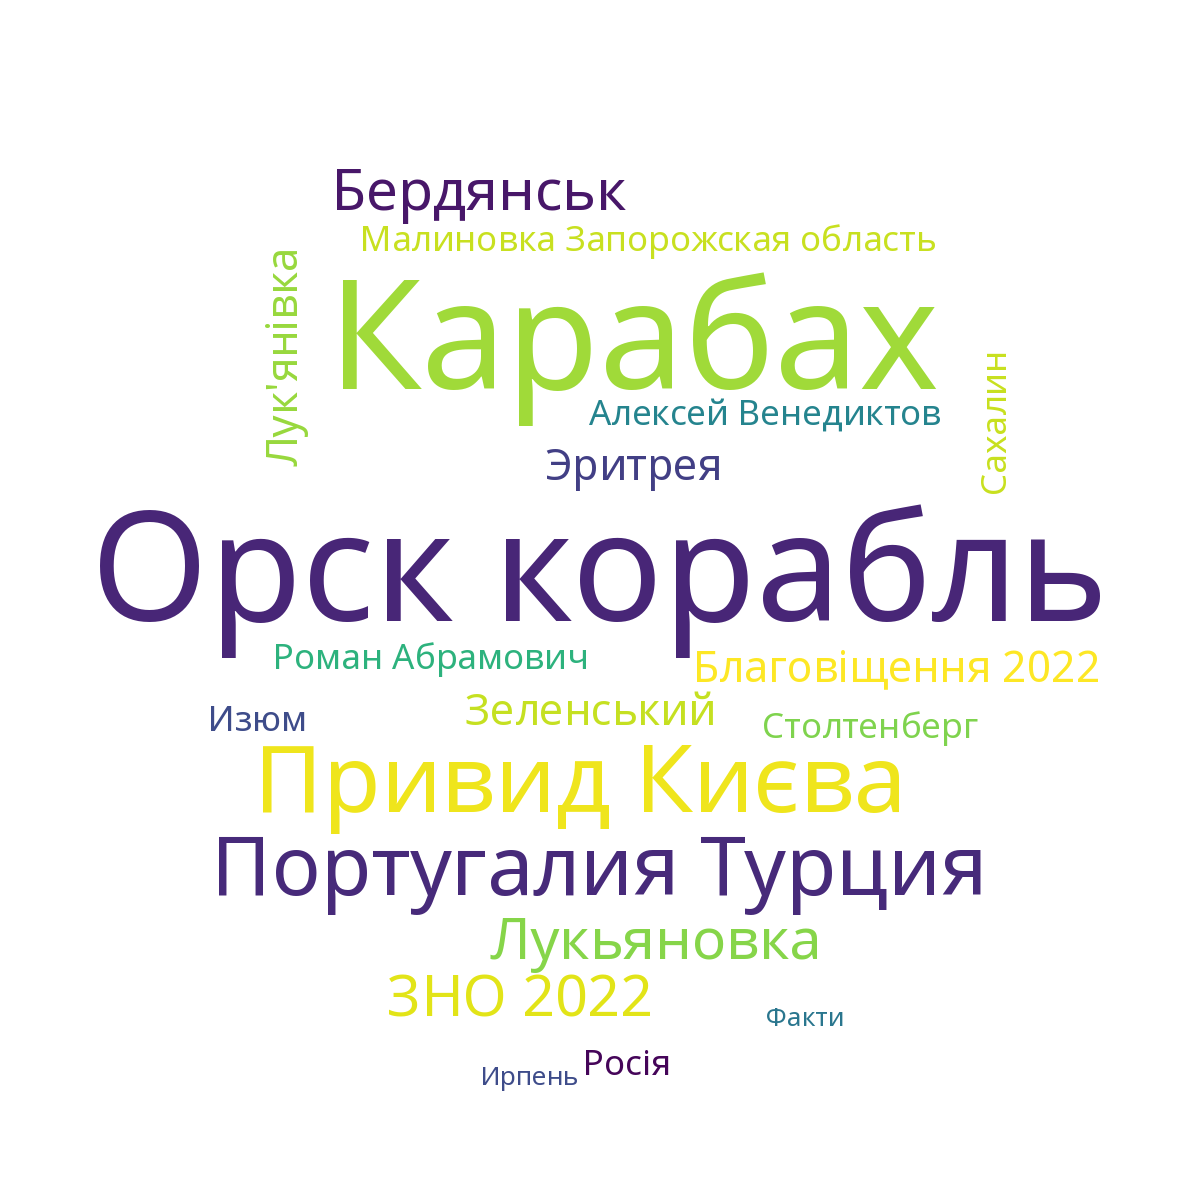 Бердянськ
Малиновка Запорожская область
Лук'янівка
Карабах
Сахалин
Алексей Венедиктов
Эритрея
Орск корабль
Роман Абрамович
Благовіщення 2022
Изюм
Зеленський
Столтенберг
Привид Києва
Португалия Турция
Лукьяновка
ЗНО 2022
Факти
Росія
Ирпень